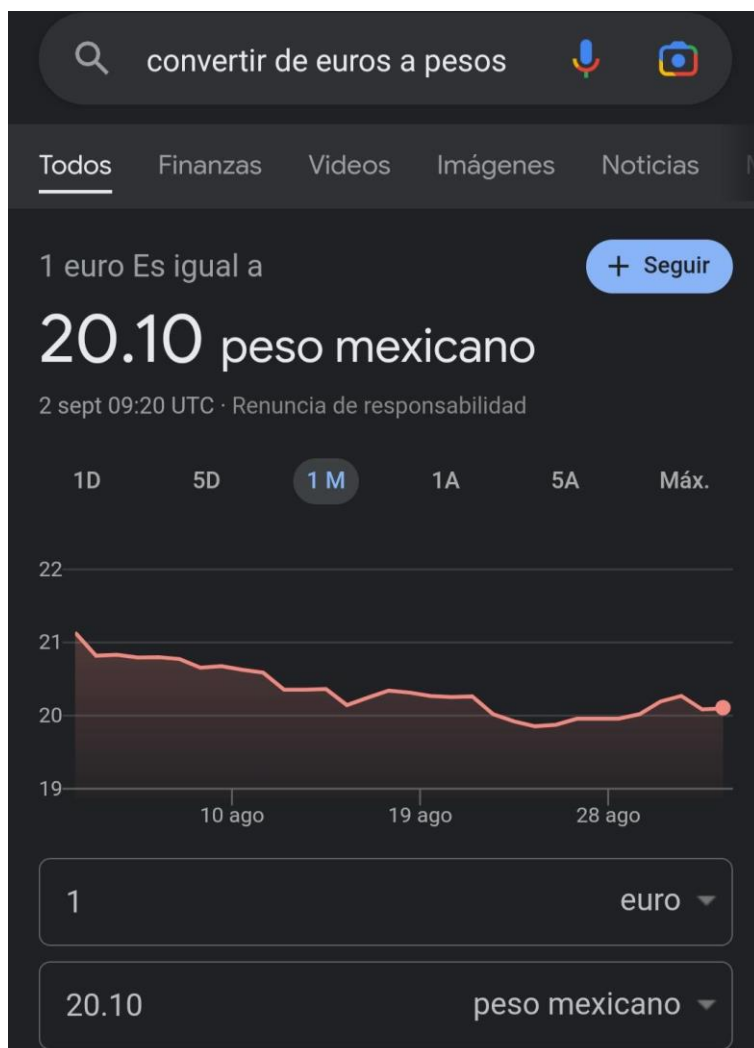 convertir de euros a pesos
Todos Finanzas Videos Imágenes Noticias
1 euro Es igual a
+ Seguir
20.10 peso mexicano
2 sept 09:20 UTC · Renuncia de responsabilidad
1D 5D 1 M 1A 5A Máx.
22
21
20
19
10 ago 19 ago 28 ago
1 euro
20.10 peso mexicano